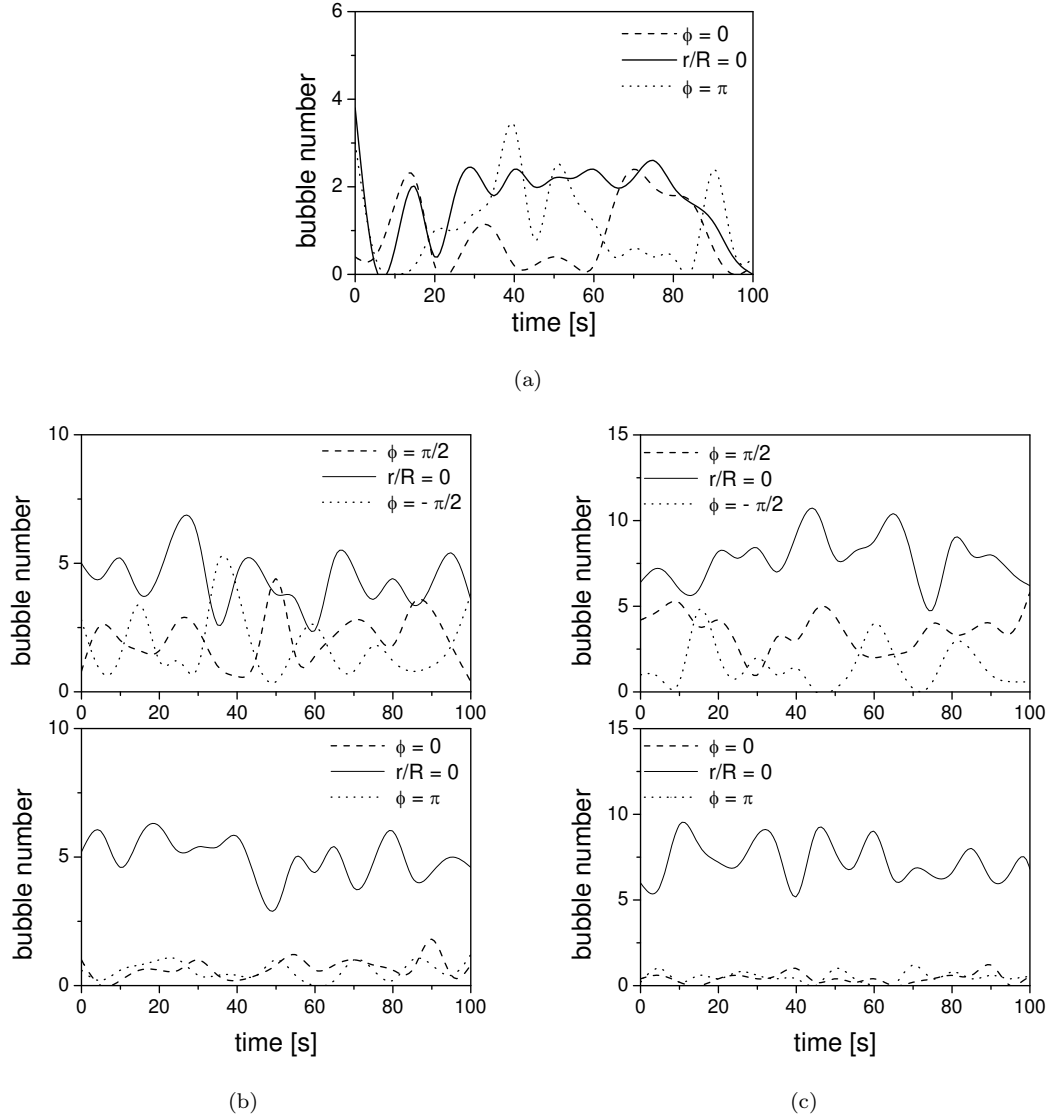 6
4
2
0
bubble number
ϕ = 0
r/R = 0
ϕ = π
0 20 40 60 80 100
time [s]
(a)
10
5
0
bubble number
ϕ = π/2
r/R = 0
ϕ = - π/2
0 20 40 60 80 100
15
10
5
0
bubble number
ϕ = π/2
r/R = 0
ϕ = - π/2
0 20 40 60 80 100
10
5
0
bubble number
ϕ = 0
r/R = 0
ϕ = π
0 20 40 60 80 100
time [s]
15
10
5
0
bubble number
ϕ = 0
r/R = 0
ϕ = π
0 20 40 60 80 100
time [s]
(b)
(c)